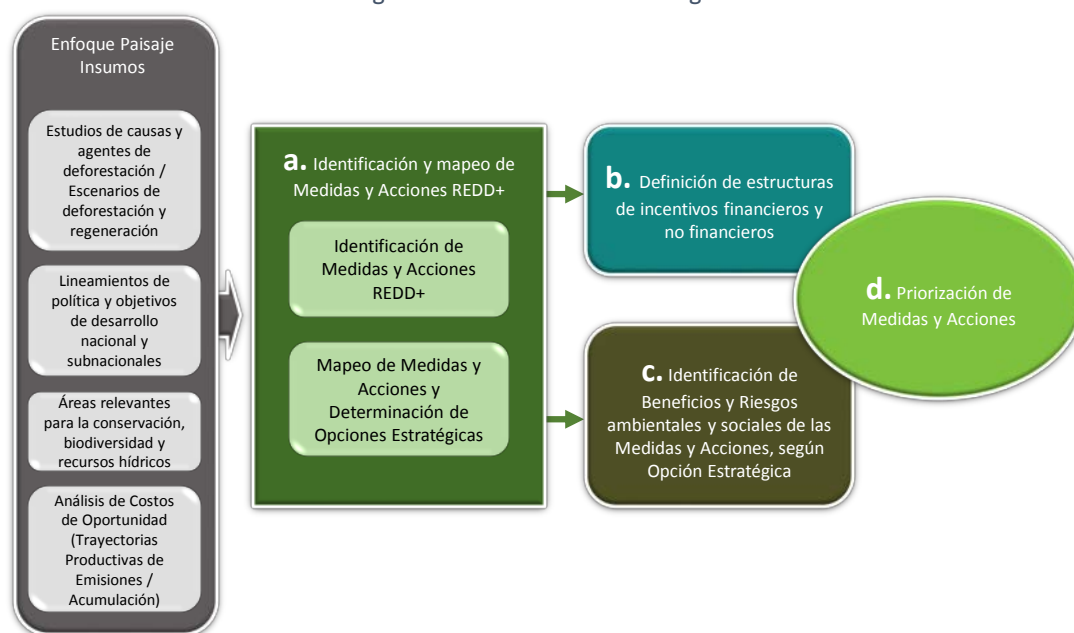 Enfoque Paisaje
Insumos
Estudios de causas y
agentes de
deforestación /
Escenarios de
deforestación y
regeneración
Lineamientos de
política y objetivos
de desarrollo
nacional y
subnacionales
Áreas relevantes
para la conservación,
biodiversidad y
recursos hídricos
Análisis de Costos
de Oportunidad
(Trayectorias
Productivas de
Emisiones /
Acumulación)
a. Identificación y mapeo de
Medidas y Acciones REDD+
Identificación de
Medidas y Acciones
REDD+
Mapeo de Medidas y
Acciones y
Determinación de
Opciones Estratégicas
b. Definición de estructuras
de incentivos financieros y
no financieros
c. Identificación de
Beneficios y Riesgos
ambientales y sociales de las
Medidas y Acciones, según
Opción Estratégica
d. Priorización de
Medidas y Acciones